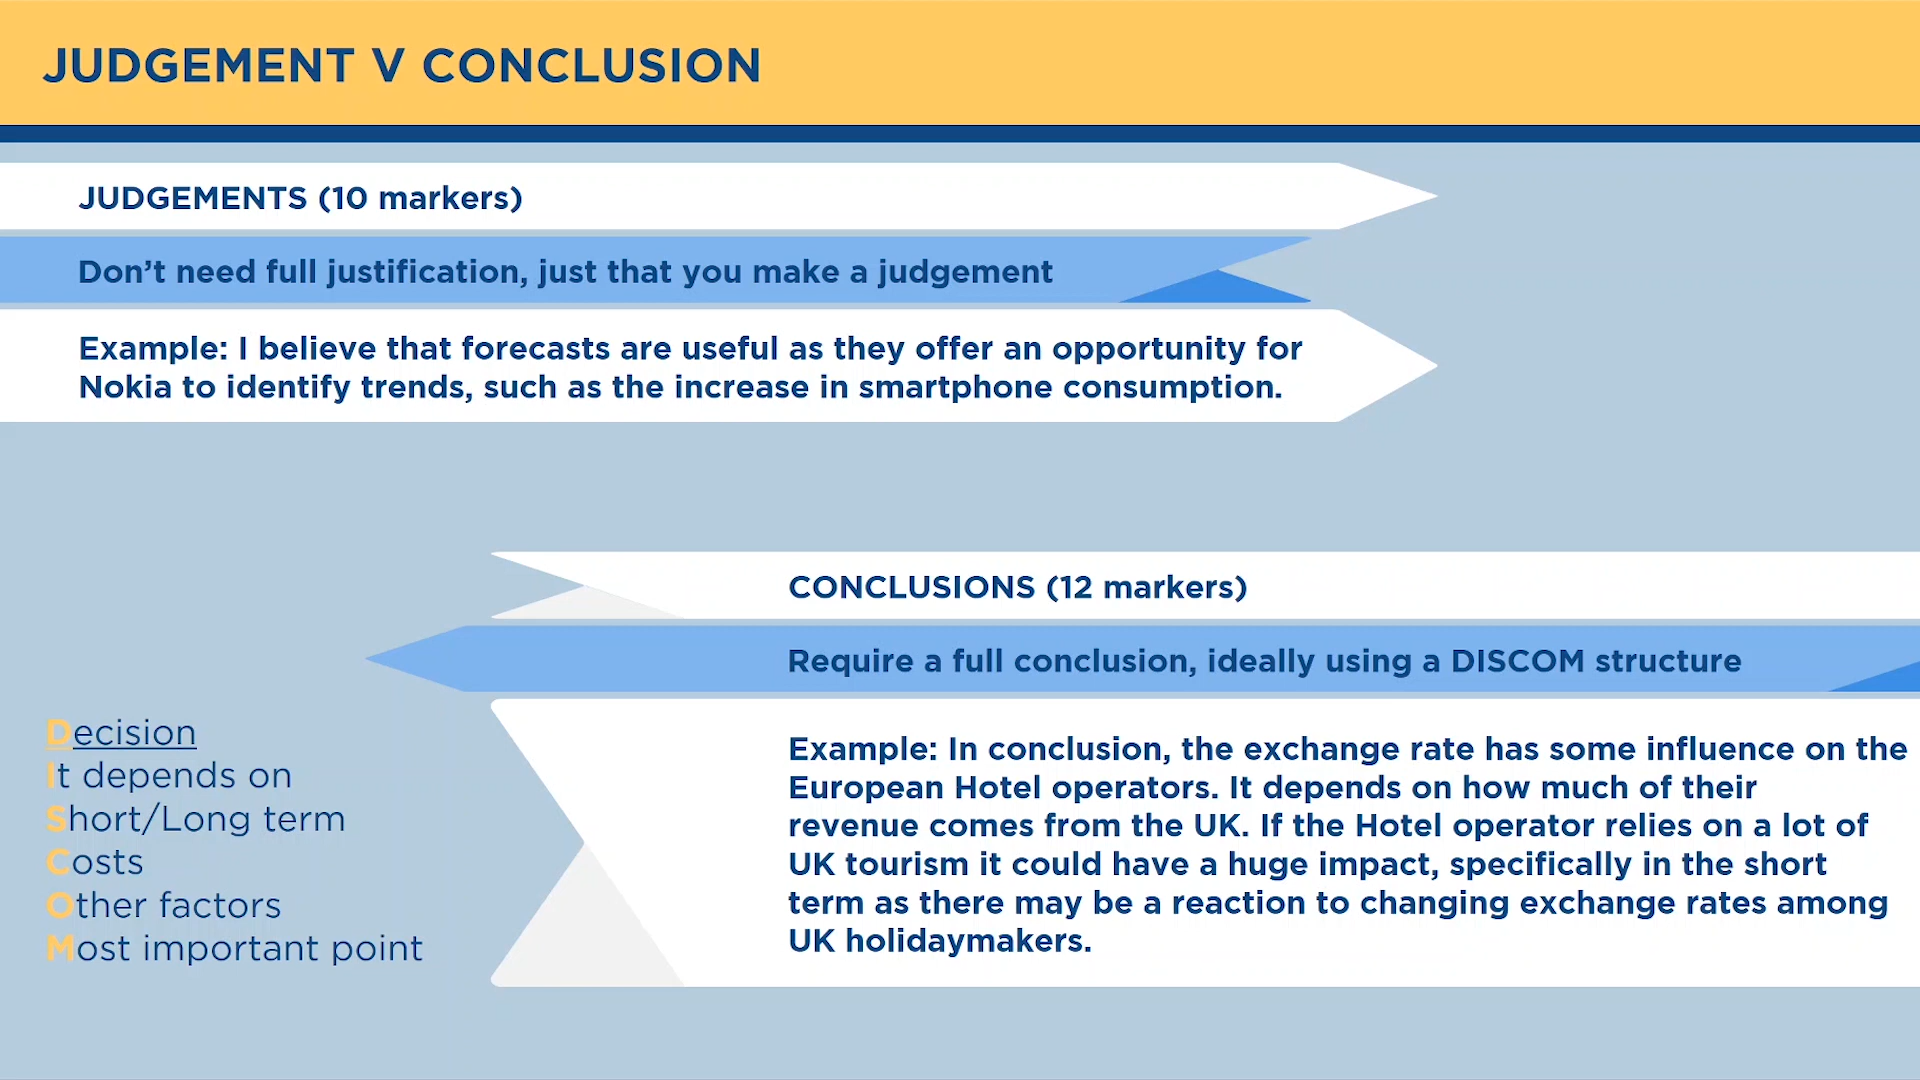 JUDGEMENT V CONCLUSION
JUDGEMENTS (10 markers)
Don’t need full justification, just that you make a judgement
Example: I believe that forecasts are useful as they offer an opportunity for
Nokia to identify trends, such as the increase in smartphone consumption.
CONCLUSIONS (12 markers)
Require a full conclusion, ideally using a DISCOM structure
Decision
It depends on
Short/Long term
Costs
Other factors
Most important point
Example: In conclusion, the exchange rate has some influence on the
European Hotel operators. It depends on how much of their
revenue comes from the UK. If the Hotel operator relies on a lot of
UK tourism it could have a huge impact, specifically in the short
term as there may be a reaction to changing exchange rates among
UK holidaymakers.